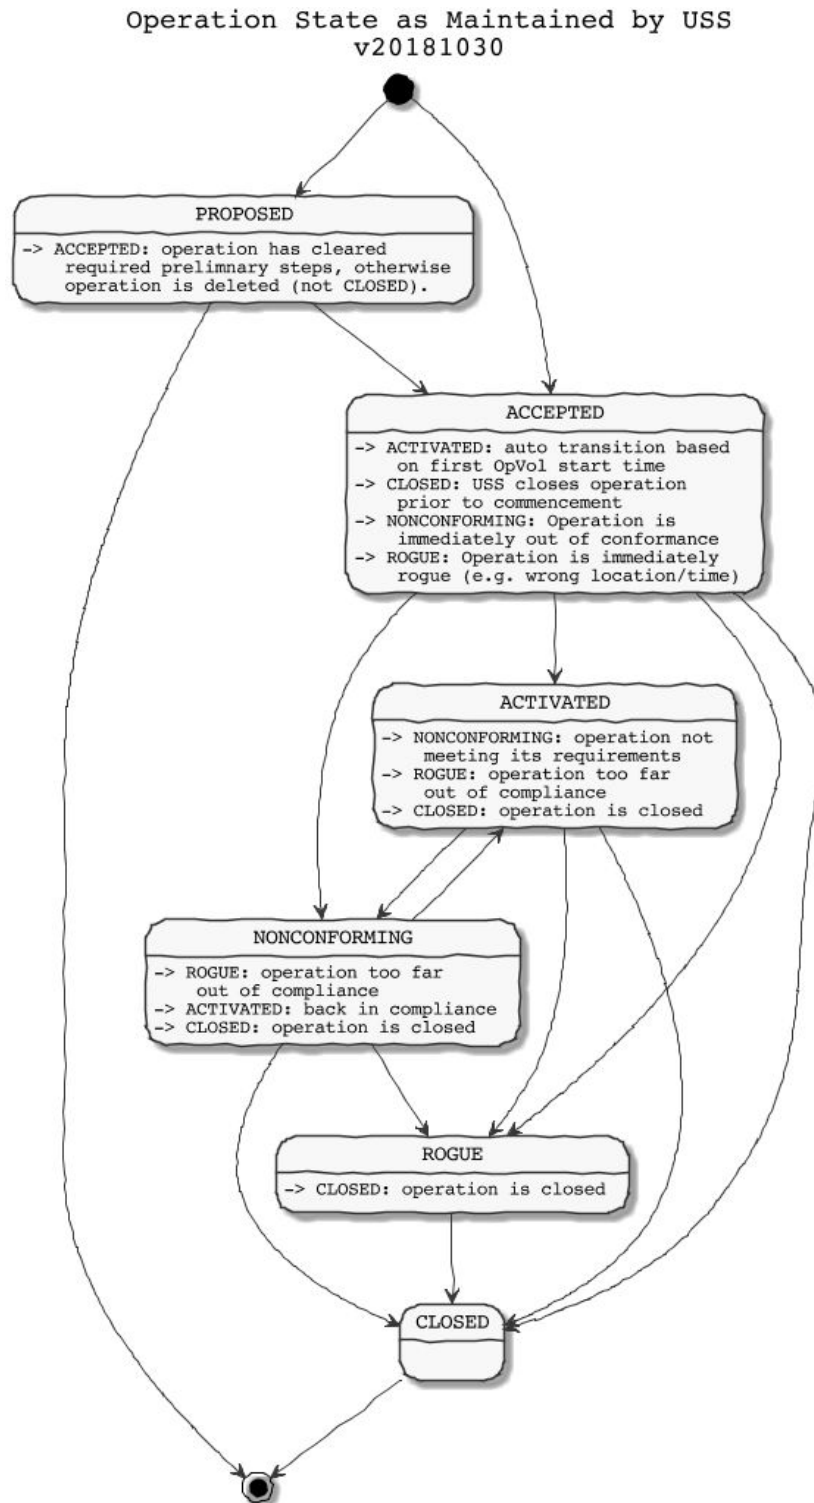 Operation State as Maintained by USS
v20181030
PROPOSED
-> ACCEPTED: operation has cleared
required prelimnary steps, otherwise
operation is deleted (not CLOSED).
ACCEPTED
-> ACTIVATED: auto transition based
on first OpVol start time
-> CLOSED: USS closes operation
prior to commencement
-> NONCONFORMING: Operation is
immediately out of conformance
-> ROGUE: Operation is immediately
rogue (e.g. wrong location/time)
ACTIVATED
-> NONCONFORMING: operation not
meeting its requirements
-> ROGUE: operation too far
out of compliance
-> CLOSED: operation is closed
NONCONFORMING
-> ROGUE: operation too far
out of compliance
-> ACTIVATED: back in compliance
-> CLOSED: operation is closed
ROGUE
-> CLOSED: operation is closed
CLOSED